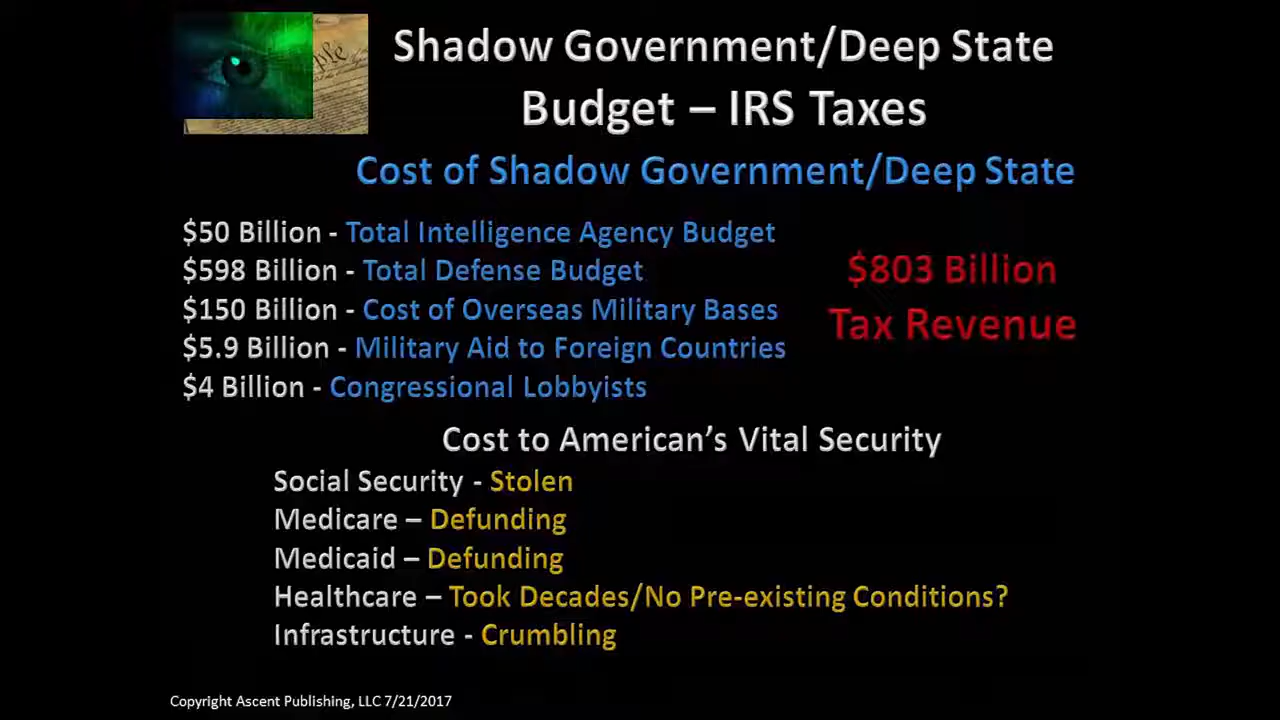 Shadow Government/Deep State
Budget – IRS Taxes
Cost of Shadow Government/Deep State
$50 Billion - Total Intelligence Agency Budget
$598 Billion - Total Defense Budget
$150 Billion - Cost of Overseas Military Bases
$5.9 Billion - Military Aid to Foreign Countries
$4 Billion - Congressional Lobbyists
$803 Billion
Tax Revenue
Cost to American’s Vital Security
Social Security - Stolen
Medicare – Defunding
Medicaid – Defunding
Healthcare – Took Decades/No Pre-existing Conditions?
Infrastructure - Crumbling
Copyright Ascent Publishing, LLC 7/21/2017